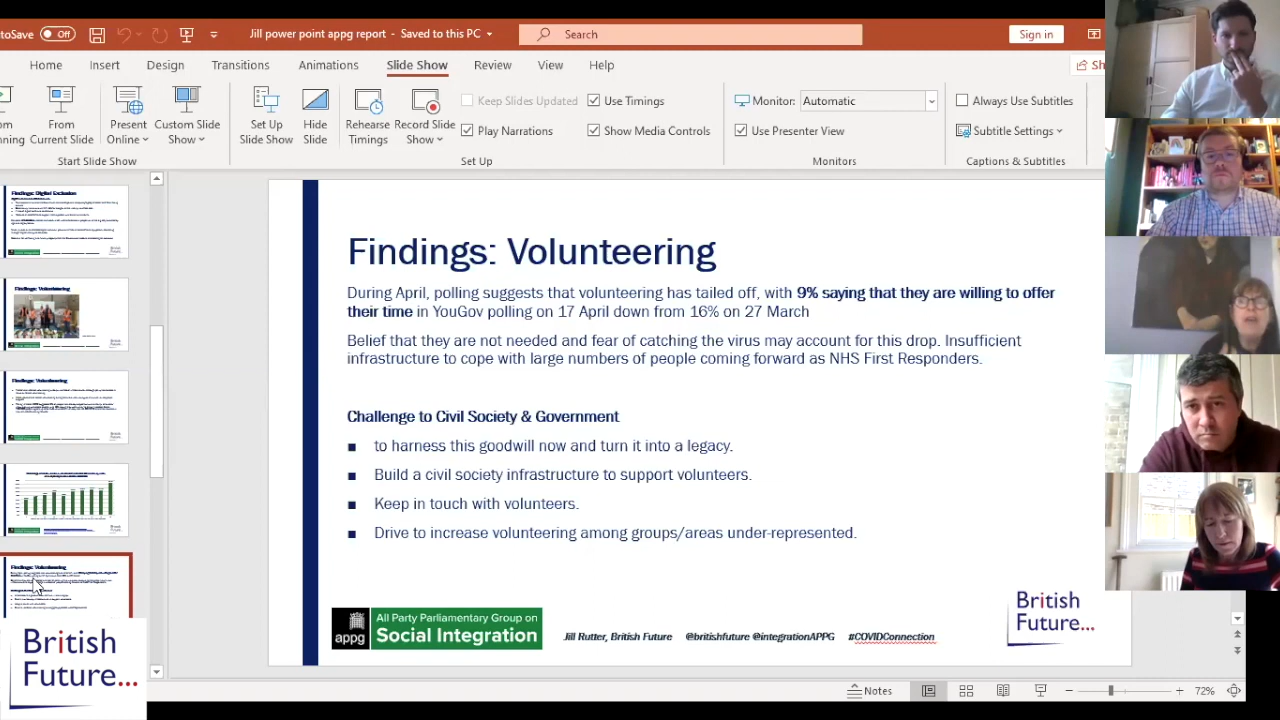 toSave Off
Jill power point appg report - Saved to this PC
Search
Sign in
Home Insert Design Transitions Animations Slide Show Review View Help
Sh
From
Current Slide
Present
Online
Custom Slide
Show
Start Slide Show
Set Up
Slide Show
Hide
Slide
Rehearse
Timings
Record Slide
Show
Keep Slides Updated
Use Timings
Play Narrations
Show Media Controls
Set Up
Monitor: Automatic
Use Presenter View
Monitors
Always Use Subtitles
Subtitle Settings
Captions & Subtitles
Findings: Digital Exclusion
Findings: Volunteering
Findings: Volunteering
Findings: Volunteering
British
Future...
Findings: Volunteering
During April, polling suggests that volunteering has tailed off, with 9% saying that they are willing to offer
their time in YouGov polling on 17 April down from 16% on 27 March
Belief that they are not needed and fear of catching the virus may account for this drop. Insufficient
infrastructure to cope with large numbers of people coming forward as NHS First Responders.
Challenge to Civil Society & Government
■ to harness this goodwill now and turn it into a legacy.
■ Build a civil society infrastructure to support volunteers.
■ Keep in touch with volunteers.
■ Drive to increase volunteering among groups/areas under-represented.
appg
All Party Parliamentary Group on
Social Integration
Jill Rutter, British Future @britishfuture @integrationAPPG #COVIDConnection
British
Future...
Notes
72%